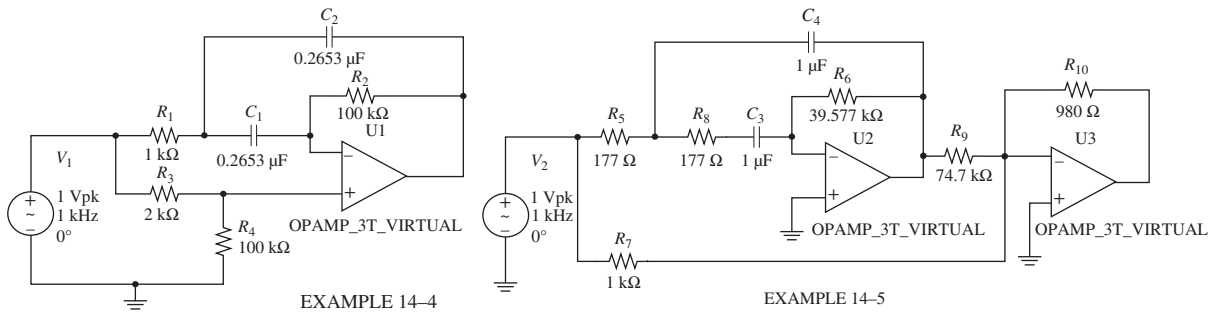 C2
0.2653 μF
R2
100 kΩ
U1
R1
1 kΩ
C1
0.2653 μF
V1
1 Vpk
1 kHz
0°
R3
2 kΩ
R4
100 kΩ
OPAMP_3T_VIRTUAL
EXAMPLE 14–4
C4
1 μF
R6
39.577 kΩ
U2
R5
177 Ω
R8
177 Ω
C3
1 μF
V2
1 Vpk
1 kHz
0°
R9
74.7 kΩ
R10
980 Ω
U3
OPAMP_3T_VIRTUAL
OPAMP_3T_VIRTUAL
R7
1 kΩ
EXAMPLE 14–5